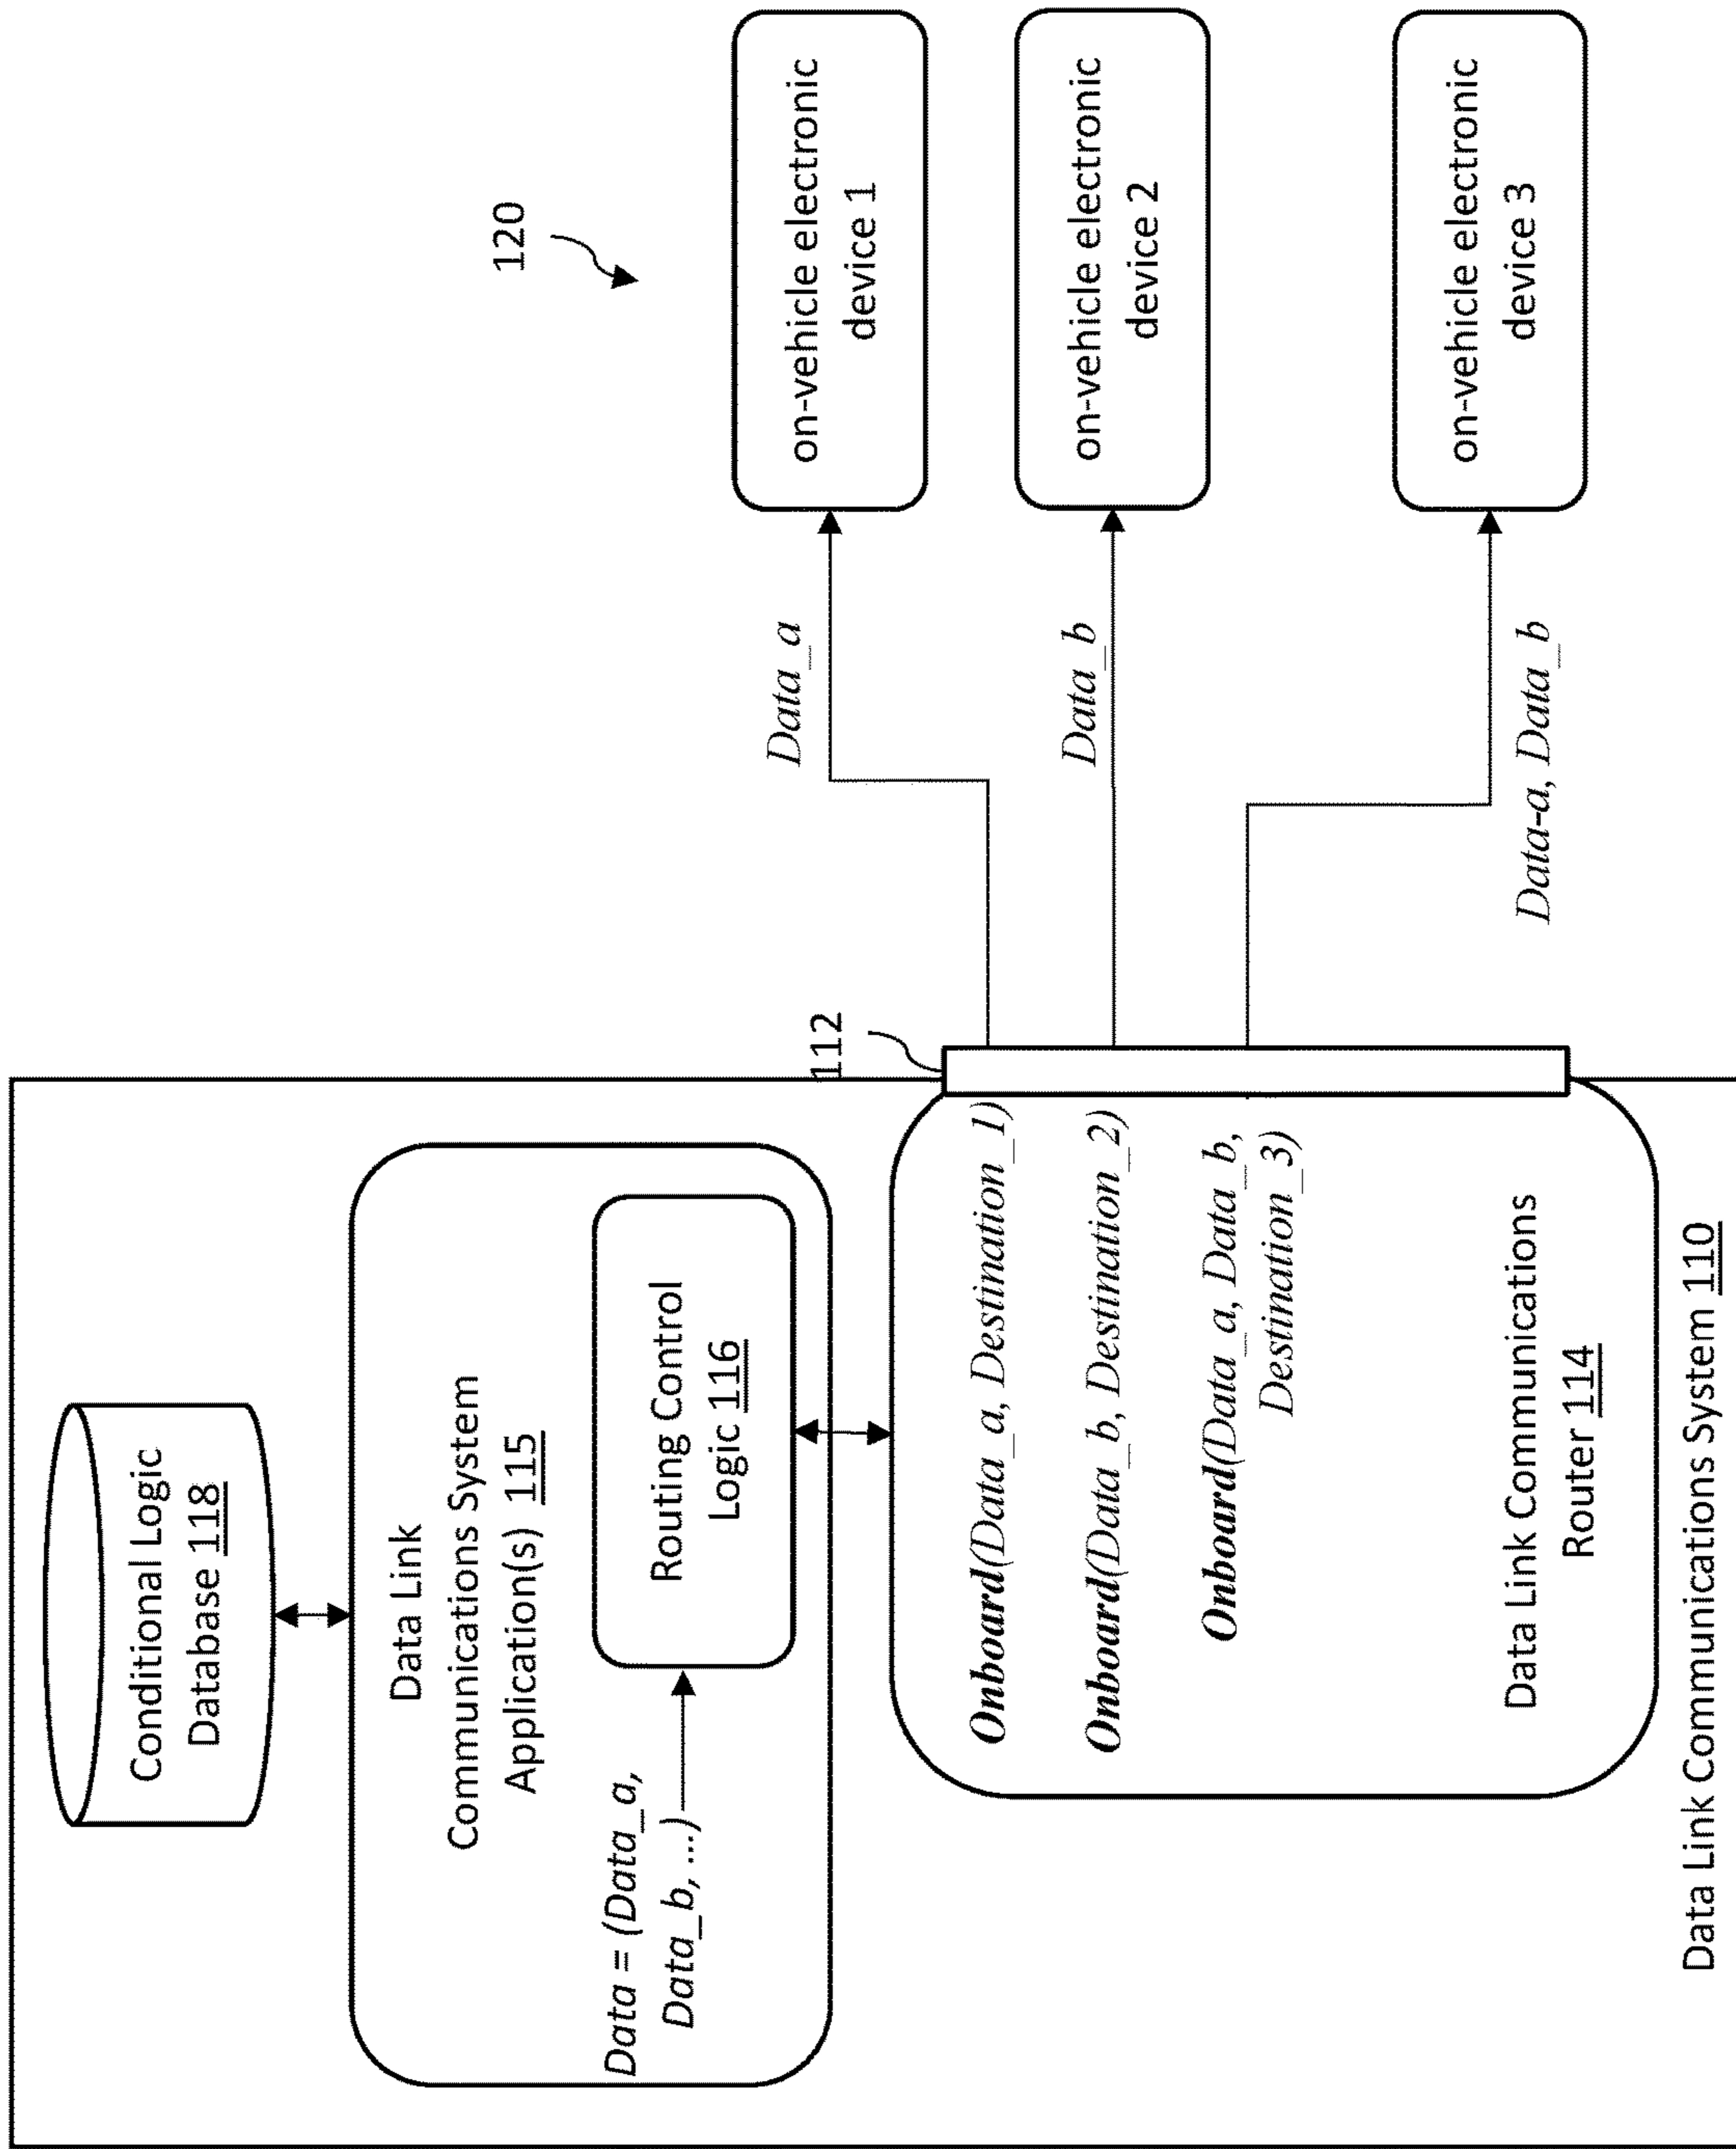 Conditional Logic
Database 118
Data Link
Communications System
Application(s) 115
Data = (Data_a,
Data_b, ...)
Routing Control
Logic 116
112
Onboard(Data_a, Destination_1)
Onboard(Data_b, Destination_2)
Onboard(Data_a, Data_b,
Destination_3)
Data Link Communications
Router 114
Data Link Communications System 110
120
Data_a
Data_b
Data-a, Data_b
on-vehicle electronic
device 1
on-vehicle electronic
device 2
on-vehicle electronic
device 3